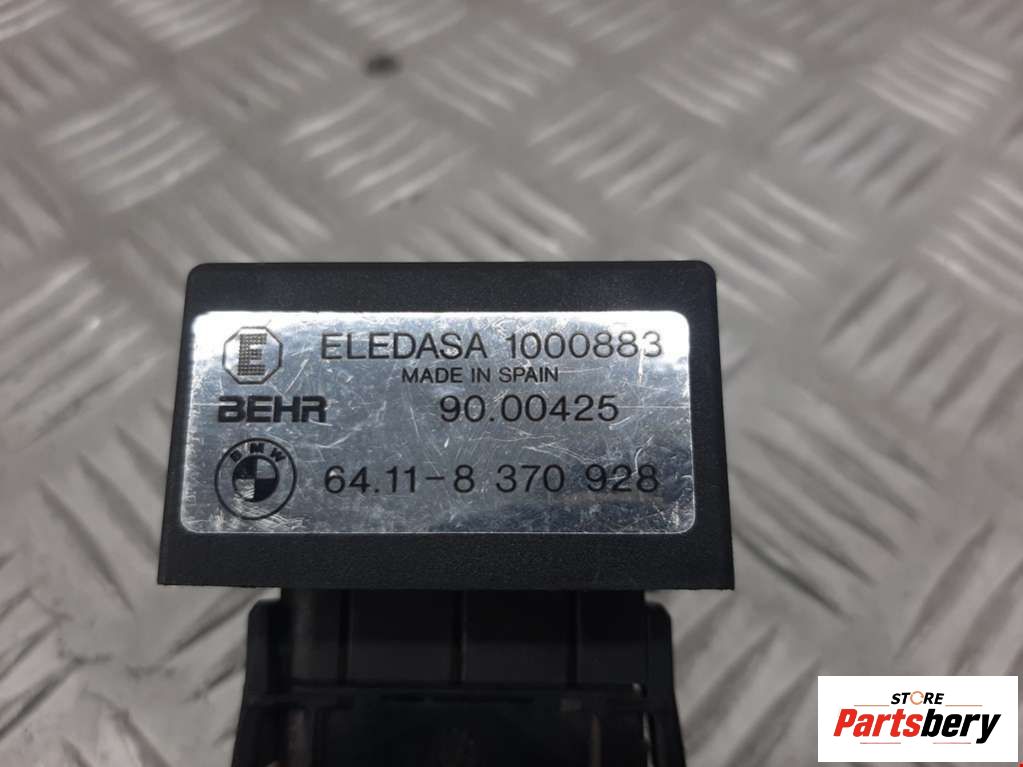 E ELEDASA 1000883
MADE IN SPAIN
BEHR 90.00425
BMW 64.11-8 370 928
STORE
Partsbery